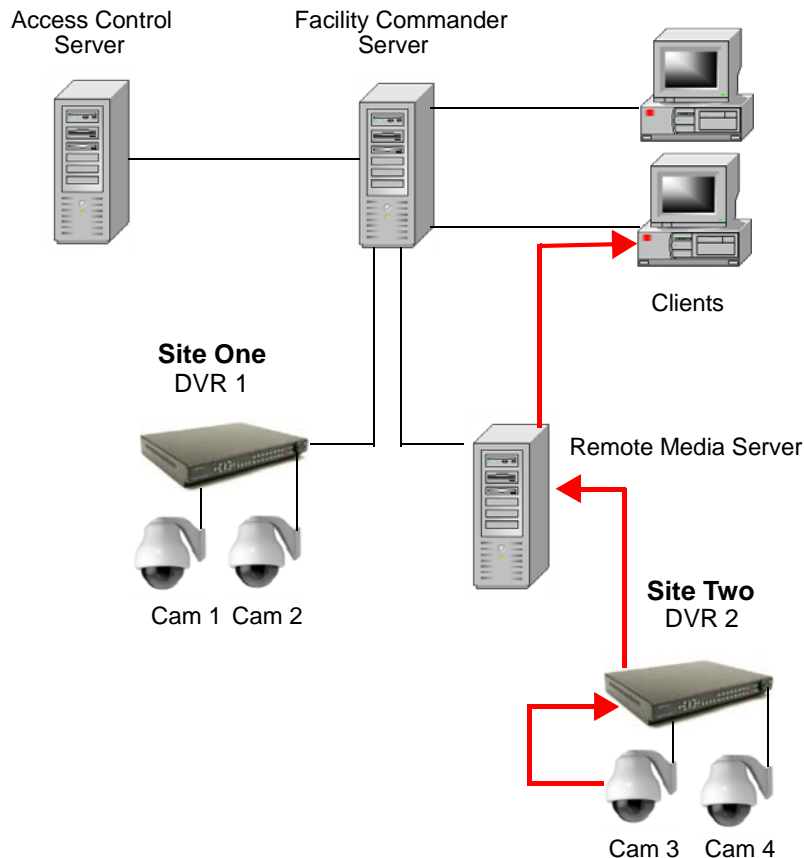 Access Control
Server
Facility Commander
Server
Clients
Site One
DVR 1
Remote Media Server
Cam 1 Cam 2
Site Two
DVR 2
Cam 3 Cam 4